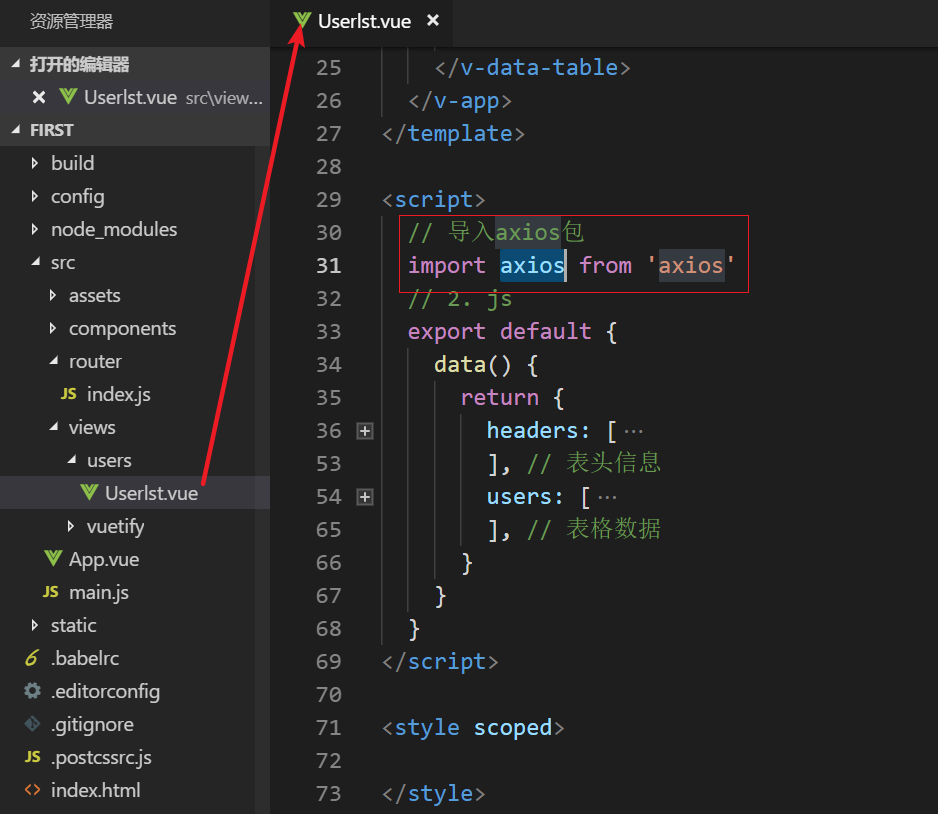 资源管理器
打开的编辑器
Userlst.vue src\view...
FIRST
build
config
node_modules
src
assets
components
router
JS index.js
views
users
Userlst.vue
vuetify
App.vue
JS main.js
static
.babelrc
.editorconfig
.gitignore
JS .postcssrc.js
<> index.html
Userlst.vue
25 </v-data-table>
26 </v-app>
27 </template>
28
29 <script>
30 // 导入axios包
31 import axios from 'axios'
32 // 2. js
33 export default {
34 data() {
35 return {
36 headers: [ ...
53 ], // 表头信息
54 users: [ ...
65 ], // 表格数据
66 }
67 }
68 }
69 </script>
70
71 <style scoped>
72
73 </style>